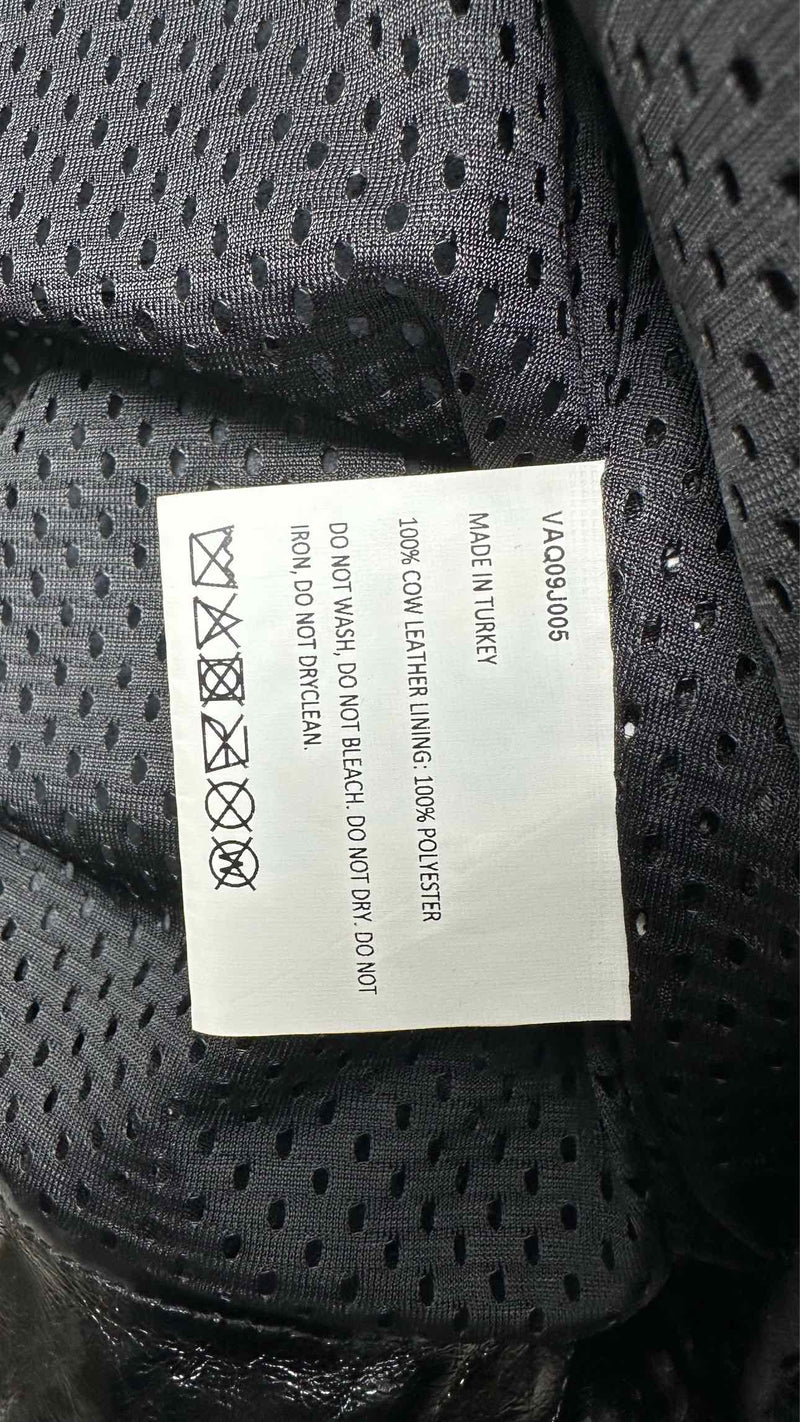 VAQ09J005
MADE IN TURKEY
100% COW LEATHER LINING: 100% POLYESTER
DO NOT WASH, DO NOT BLEACH. DO NOT DRY. DO NOT
IRON, DO NOT DRYCLEAN.
W